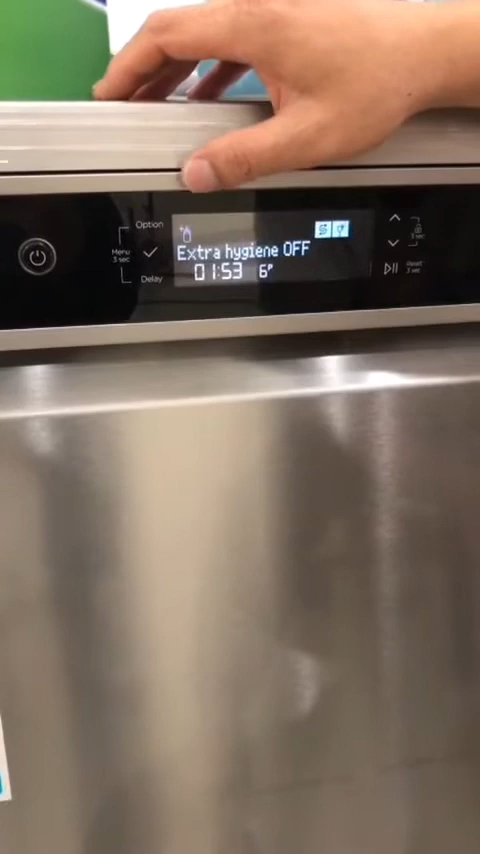 Option
Menu
3 sec
Delay
Extra hygiene OFF
01:53 6"
3 sec
Reset
3 sec